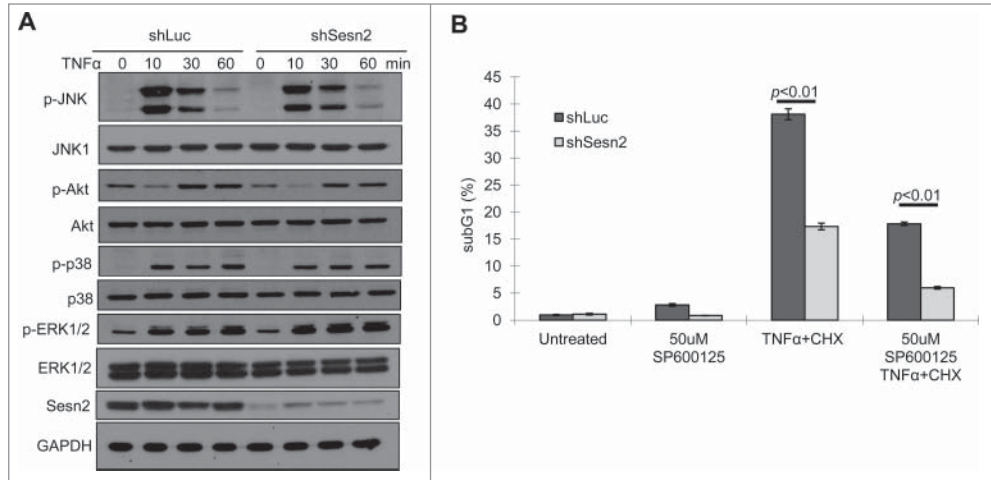 A
shLuc shSesn2
TNFα 0 10 30 60 0 10 30 60 min
p-JNK
JNK1
p-Akt
Akt
p-p38
p38
p-ERK1/2
ERK1/2
Sesn2
GAPDH
B
45
40
35
30
25
20
15
10
5
0
subG1 (%)
shLuc
shSesn2
p<0.01
p<0.01
Untreated
50uM
SP600125
TNFα+CHX
50uM
SP600125
TNFα+CHX